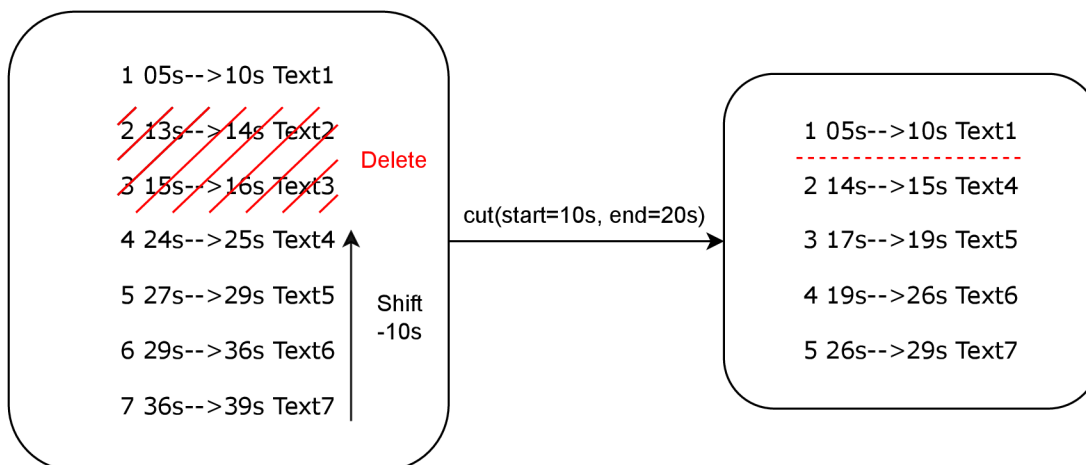 1 05s-->10s Text1
2 13s-->14s Text2
3 15s-->16s Text3
Delete
4 24s-->25s Text4
5 27s-->29s Text5
6 29s-->36s Text6
7 36s-->39s Text7
Shift
-10s
cut(start=10s, end=20s)
1 05s-->10s Text1
2 14s-->15s Text4
3 17s-->19s Text5
4 19s-->26s Text6
5 26s-->29s Text7